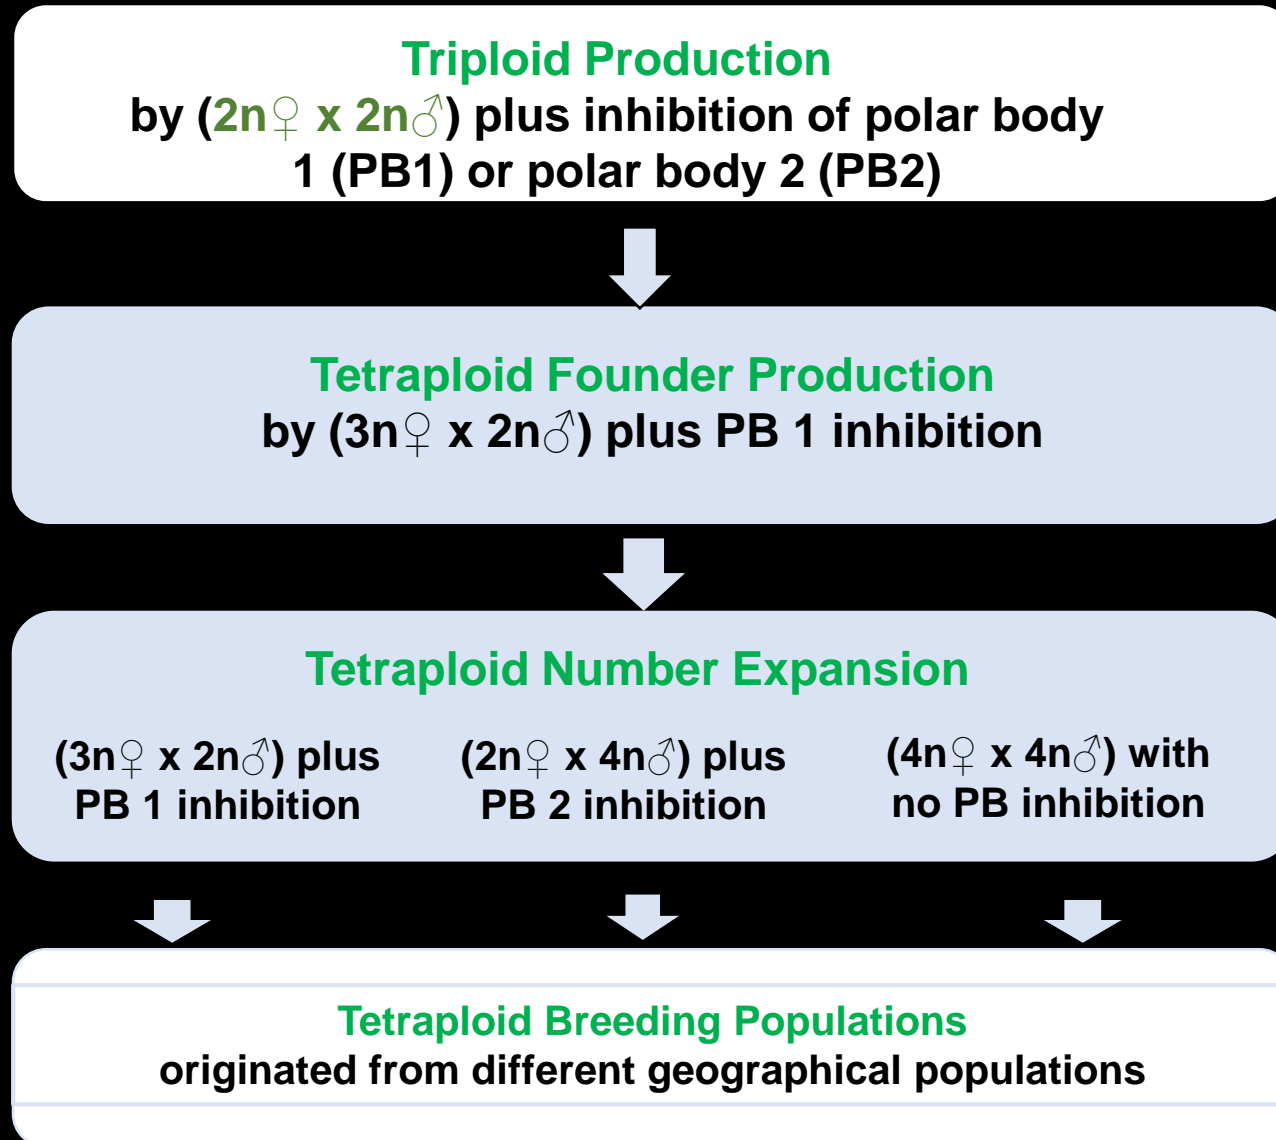 Triploid Production
by (2n♀ x 2n♂) plus inhibition of polar body
1 (PB1) or polar body 2 (PB2)
Tetraploid Founder Production
by (3n♀ x 2n♂) plus PB 1 inhibition
Tetraploid Number Expansion
(3n♀ x 2n♂) plus
PB 1 inhibition
(2n♀ x 4n♂) plus
PB 2 inhibition
(4n♀ x 4n♂) with
no PB inhibition
Tetraploid Breeding Populations
originated from different geographical populations